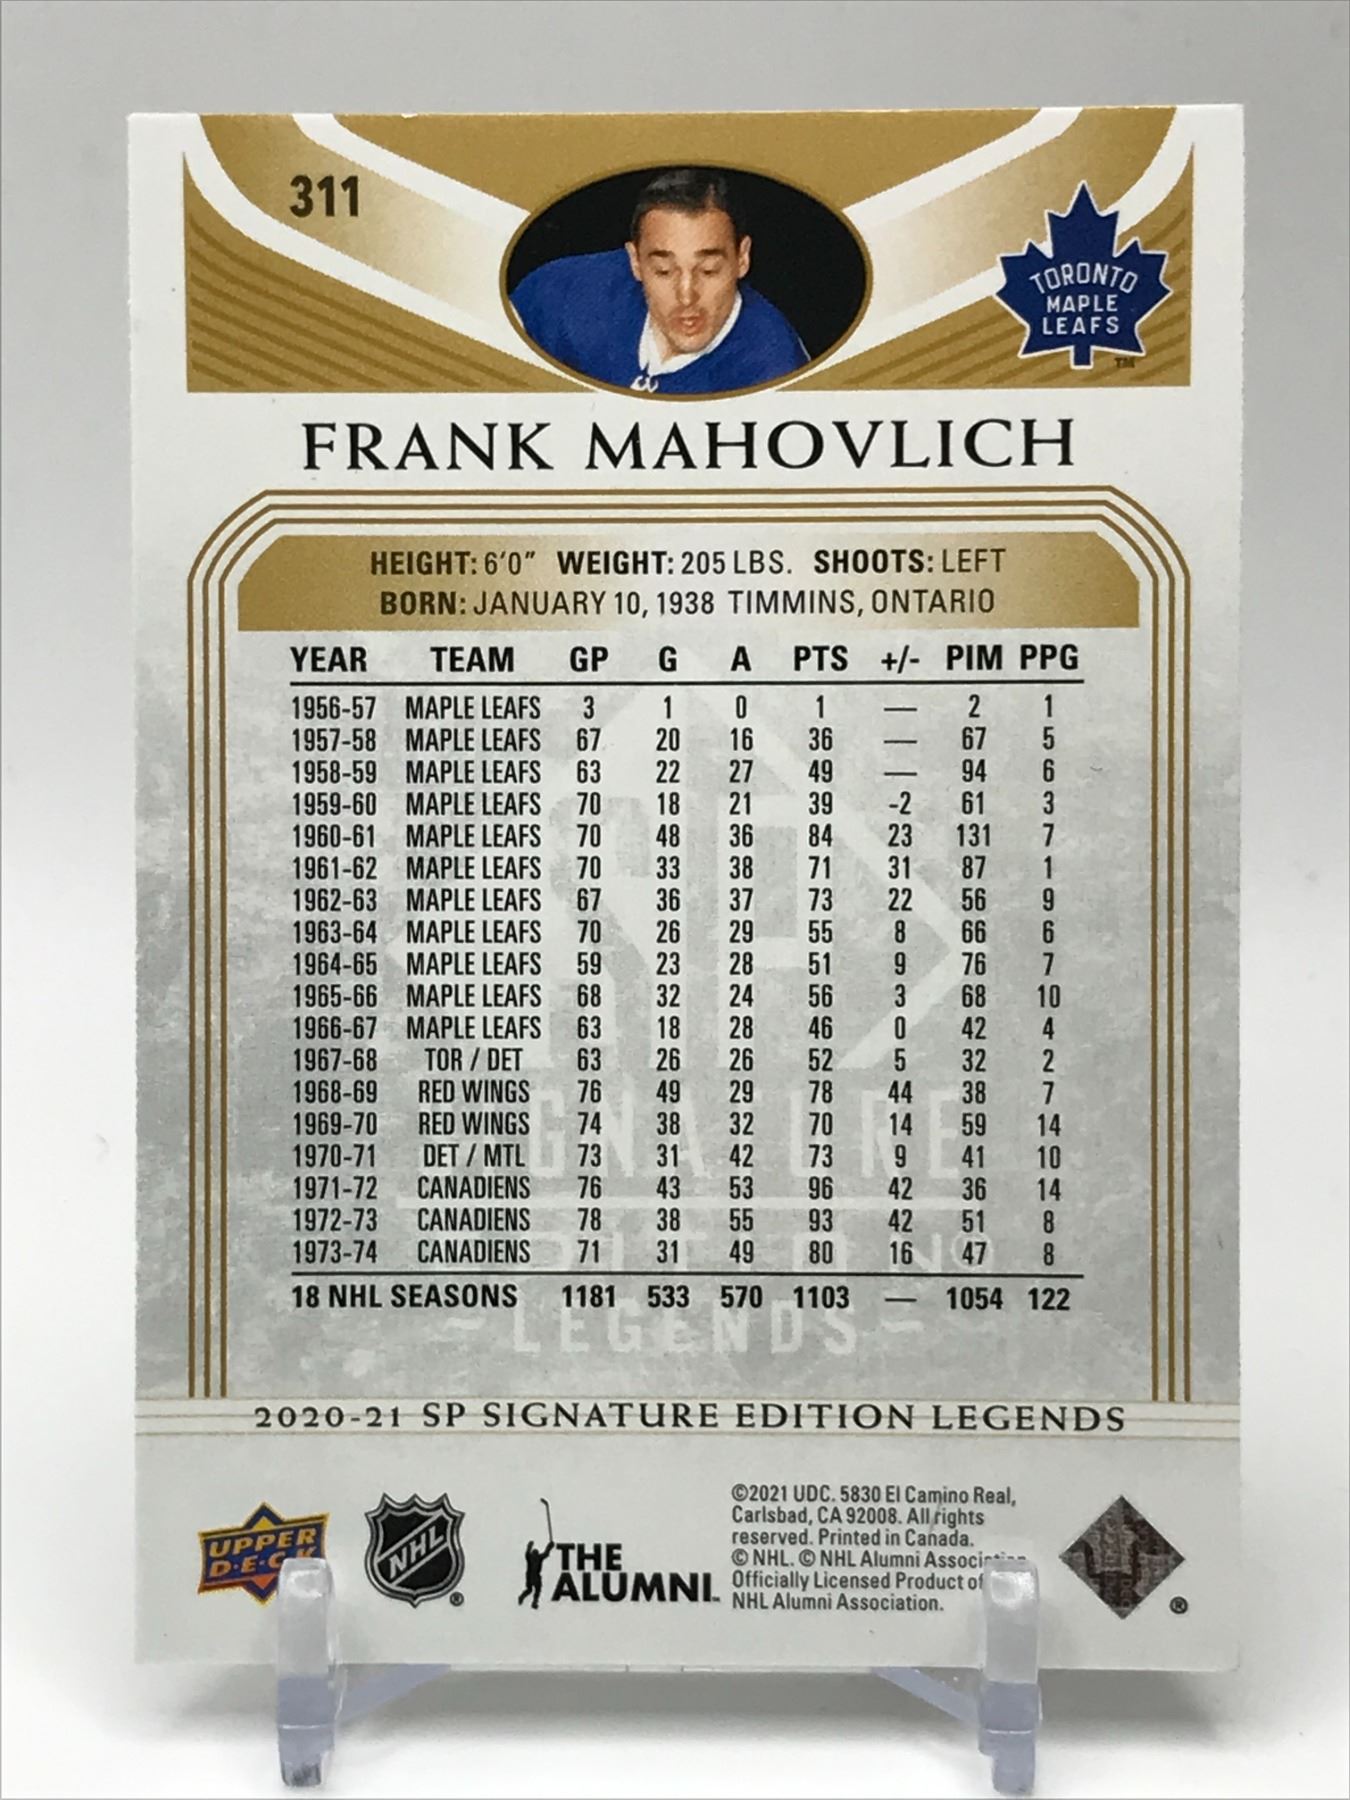 311
TORONTO
MAPLE
LEAFS
TM
FRANK MAHOVLICH
HEIGHT: 6'0" WEIGHT: 205 LBS. SHOOTS: LEFT
BORN: JANUARY 10, 1938 TIMMINS, ONTARIO
YEAR TEAM GP G A PTS +/- PIM PPG
1956-57 MAPLE LEAFS 3 1 0 1 — 2 1
1957-58 MAPLE LEAFS 67 20 16 36 — 67 5
1958-59 MAPLE LEAFS 63 22 27 49 — 94 6
1959-60 MAPLE LEAFS 70 18 21 39 -2 61 3
1960-61 MAPLE LEAFS 70 48 36 84 23 131 7
1961-62 MAPLE LEAFS 70 33 38 71 31 87 1
1962-63 MAPLE LEAFS 67 36 37 73 22 56 9
1963-64 MAPLE LEAFS 70 26 29 55 8 66 6
1964-65 MAPLE LEAFS 59 23 28 51 9 76 7
1965-66 MAPLE LEAFS 68 32 24 56 3 68 10
1966-67 MAPLE LEAFS 63 18 28 46 0 42 4
1967-68 TOR / DET 63 26 26 52 5 32 2
1968-69 RED WINGS 76 49 29 78 44 38 7
1969-70 RED WINGS 74 38 32 70 14 59 14
1970-71 DET / MTL 73 31 42 73 9 41 10
1971-72 CANADIENS 76 43 53 96 42 36 14
1972-73 CANADIENS 78 38 55 93 42 51 8
1973-74 CANADIENS 71 31 49 80 16 47 8
18 NHL SEASONS 1181 533 570 1103 — 1054 122
SP
SIGNATURE
EDITION
LEGENDS
2020-21 SP SIGNATURE EDITION LEGENDS
UPPER
DECK
NHL
®
THE
ALUMNI
©2021 UDC. 5830 El Camino Real,
Carlsbad, CA 92008. All rights
reserved. Printed in Canada.
© NHL. © NHL Alumni Association.
Officially Licensed Product of
NHL Alumni Association.
®